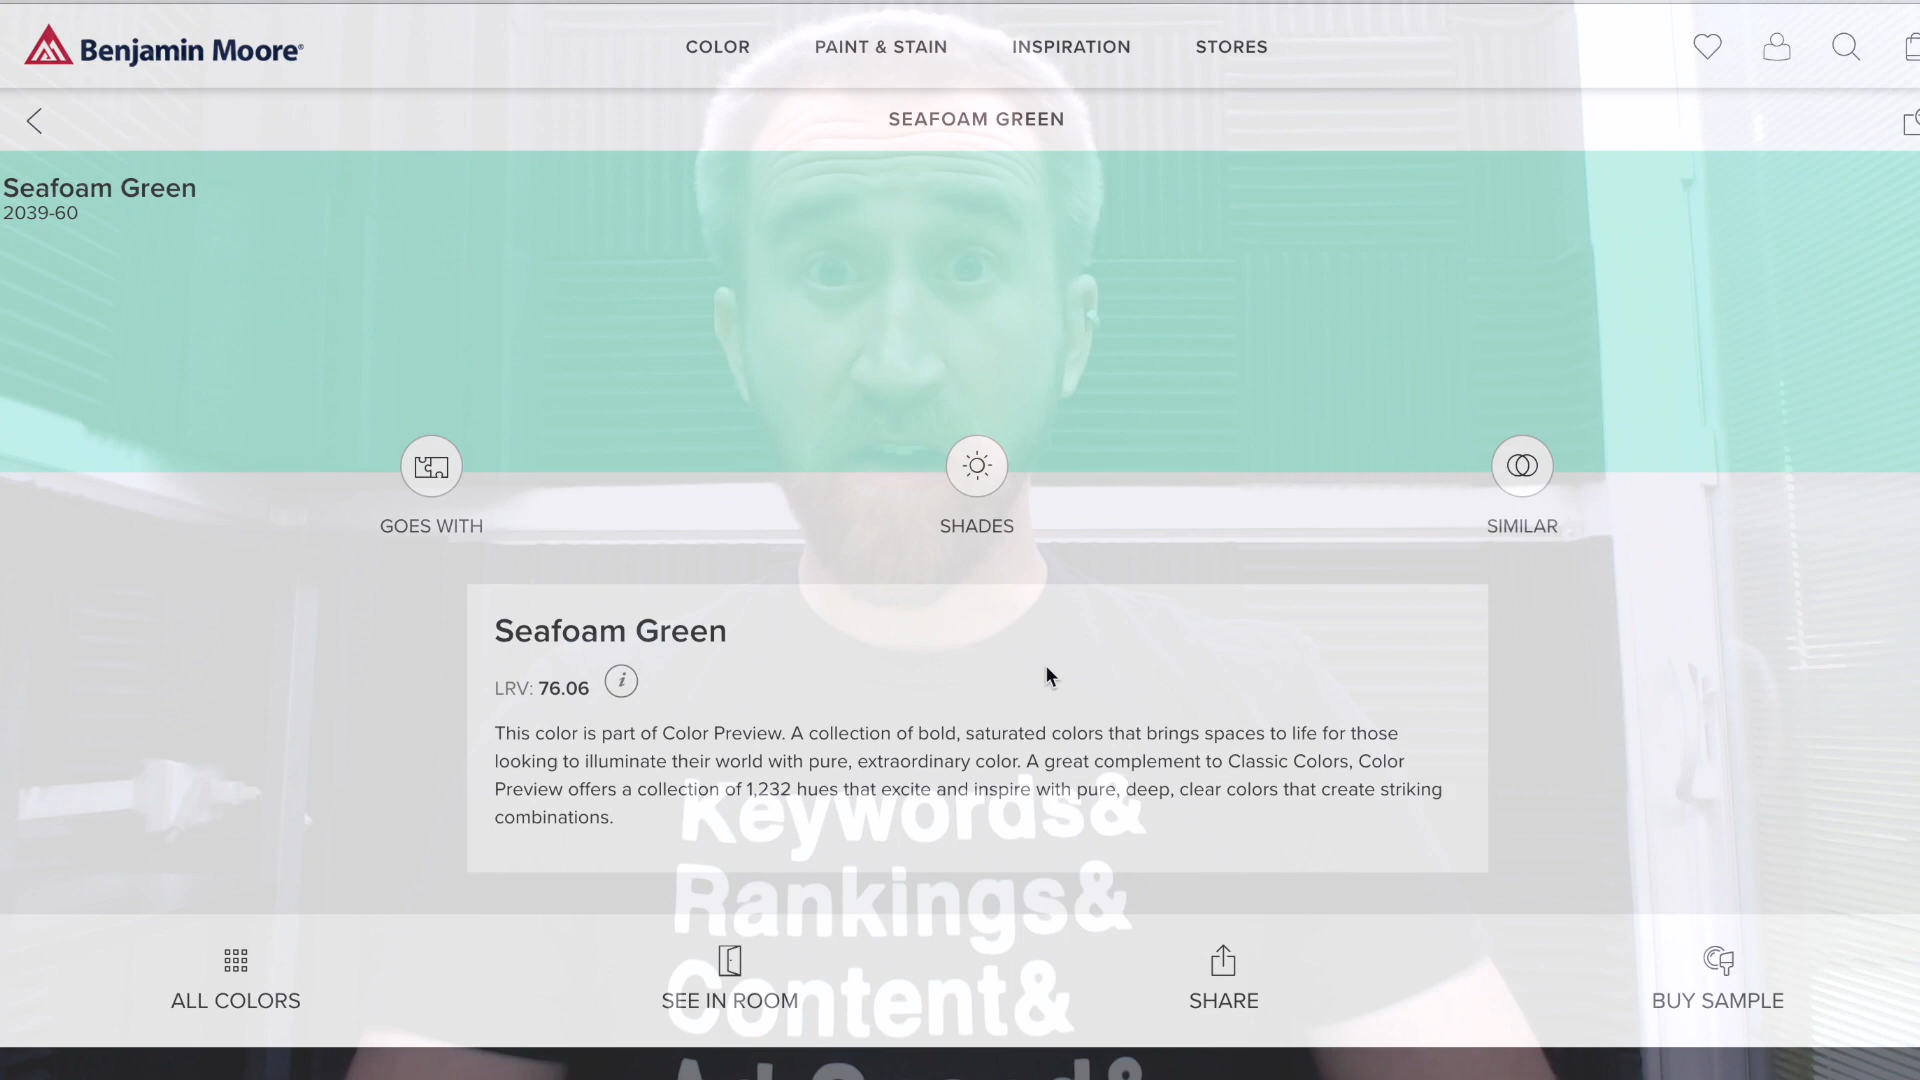 Benjamin Moore®
COLOR PAINT & STAIN INSPIRATION STORES
SEAFOAM GREEN
Seafoam Green
2039-60
GOES WITH SHADES SIMILAR
Seafoam Green
LRV: 76.06 i
This color is part of Color Preview. A collection of bold, saturated colors that brings spaces to life for those
looking to illuminate their world with pure, extraordinary color. A great complement to Classic Colors, Color
Preview offers a collection of 1,232 hues that excite and inspire with pure, deep, clear colors that create striking
combinations.
Keywords&
Rankings&
Content&
ALL COLORS SEE IN ROOM SHARE BUY SAMPLE